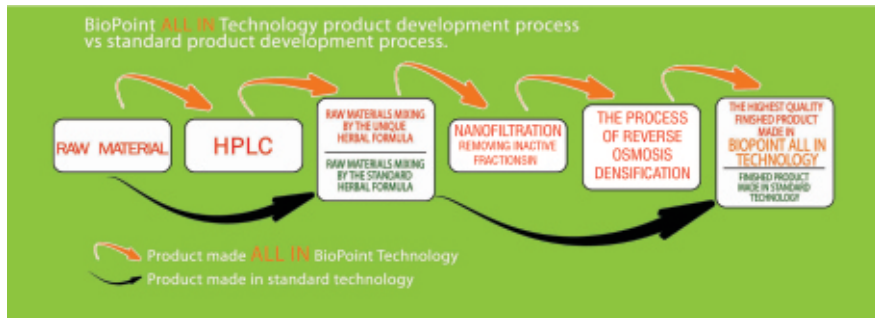 BioPoint ALL IN Technology product development process
vs standard product development process.
RAW MATERIAL
HPLC
RAW MATERIALS MIXING
BY THE UNIQUE
HERBAL FORMULA
RAW MATERIALS MIXING
BY THE STANDARD
HERBAL FORMULA
NANOFILTRATION
REMOVING INACTIVE
FRACTIONSIN
THE PROCESS
OF REVERSE
OSMOSIS
DENSIFICATION
THE HIGHEST QUALITY
FINISHED PRODUCT
MADE IN
BIOPOINT ALL IN
TECHNOLOGY
FINISHED PRODUCT
MADE IN STANDARD
TECHNOLOGY
Product made ALL IN BioPoint Technology
Product made in standard technology